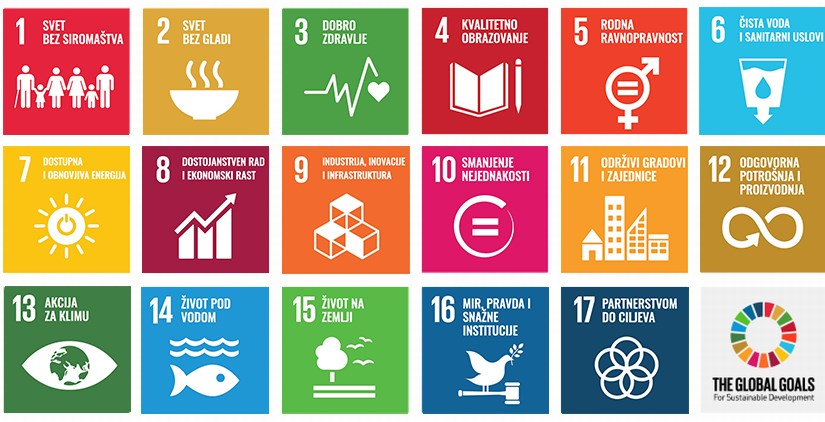 1 SVET
BEZ SIROMAŠTVA
2 SVET
BEZ GLADI
3 DOBRO
ZDRAVLJE
4 KVALITETNO
OBRAZOVANJE
5 RODNA
RAVNOPRAVNOST
6 ČISTA VODA
I SANITARNI USLOVI
7 DOSTUPNA
I OBNOVJIVA ENERGIJA
8 DOSTOJANSTVEN RAD
I EKONOMSKI RAST
9 INDUSTRIJA, INOVACIJE
I INFRASTRUKTURA
10 SMANJENJE
NEJEDNAKOSTI
11 ODRŽIVI GRADOVI
I ZAJEDNICE
12 ODGOVORNA
POTROŠNJA I
PROIZVODNJA
13 AKCIJA
ZA KLIMU
14 ŽIVOT POD
VODOM
15 ŽIVOT NA
ZEMLJI
16 MIR, PRAVDA I
SNAŽNE
INSTITUCIJE
17 PARTNERSTVOM
DO CILJEVA
THE GLOBAL GOALS
For Sustainable Development